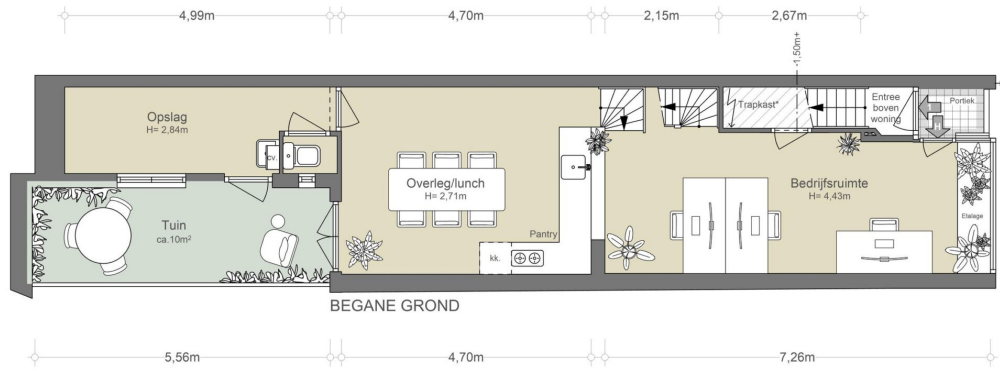 4,99m
4,70m
2,15m
2,67m
-1,50m+
Opslag
H= 2,84m
cv.
Trapkast*
Entree
boven
woning
Portiek
Overleg/lunch
H= 2,71m
Bedrijfsruimte
H= 4,43m
Etalage
Tuin
ca.10m²
Pantry
kk.
BEGANE GROND
5,56m
4,70m
7,26m